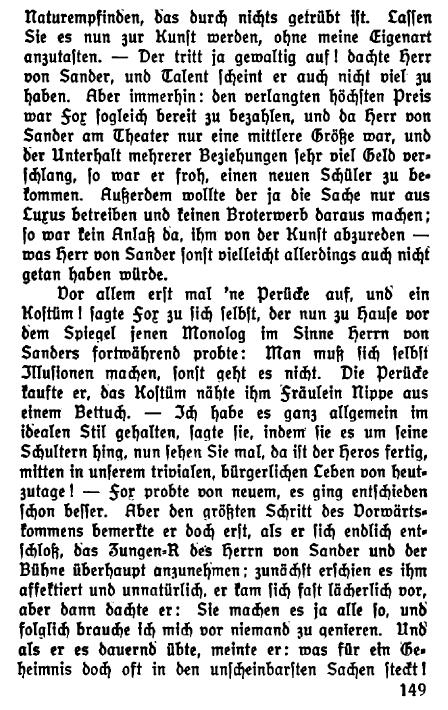 Naturempfinden, das durch nichts getrübt ist. Lassen
Sie es nun zur Kunst werden, ohne meine Eigenart
anzutasten. — Der tritt ja gewaltig auf! dachte Herr
von Sander, und Talent scheint er auch nicht viel zu
haben. Aber immerhin: den verlangten höchsten Preis
war Fox sogleich bereit zu bezahlen, und da Herr von
Sander am Theater nur eine mittlere Größe war, und
der Unterhalt mehrerer Beziehungen sehr viel Geld ver-
schlang, so war er froh, einen neuen Schüler zu be-
kommen. Außerdem wollte der ja die Sache nur aus
Luxus betreiben und keinen Broterwerb daraus machen;
so war kein Anlaß da, ihm von der Kunst abzureden —
was Herr von Sander sonst vielleicht allerdings auch nicht
getan haben würde.
Vor allem erst mal 'ne Perücke auf, und ein
Kostüm! sagte Fox zu sich selbst, der nun zu Hause vor
dem Spiegel jenen Monolog im Sinne Herrn von
Sanders fortwährend probte: Man muß sich selbst
Illusionen machen, sonst geht es nicht. Die Perücke
kaufte er, das Kostüm nähte ihm Fräulein Nippe aus
einem Bettuch. — Ich habe es ganz allgemein im
idealen Stil gehalten, sagte sie, indem sie es um seine
Schultern hing, nun sehen Sie mal, da ist der Heros fertig,
mitten in unserem trivialen, bürgerlichen Leben von heut-
zutage! — Fox probte von neuem, es ging entschieden
schon besser. Aber den größten Schritt des Vorwärts-
kommens bemerkte er doch erst, als er sich endlich ent-
schloß, das Zungen-R des Herrn von Sander und der
Bühne überhaupt anzunehmen; zunächst erschien es ihm
affektiert und unnatürlich, er kam sich fast lächerlich vor,
aber dann dachte er: Sie machen es ja alle so, und
folglich brauche ich mich vor niemand zu genieren. Und
als er es dauernd übte, meinte er: was für ein Ge-
heimnis doch oft in den unscheinbarsten Sachen steckt!
149